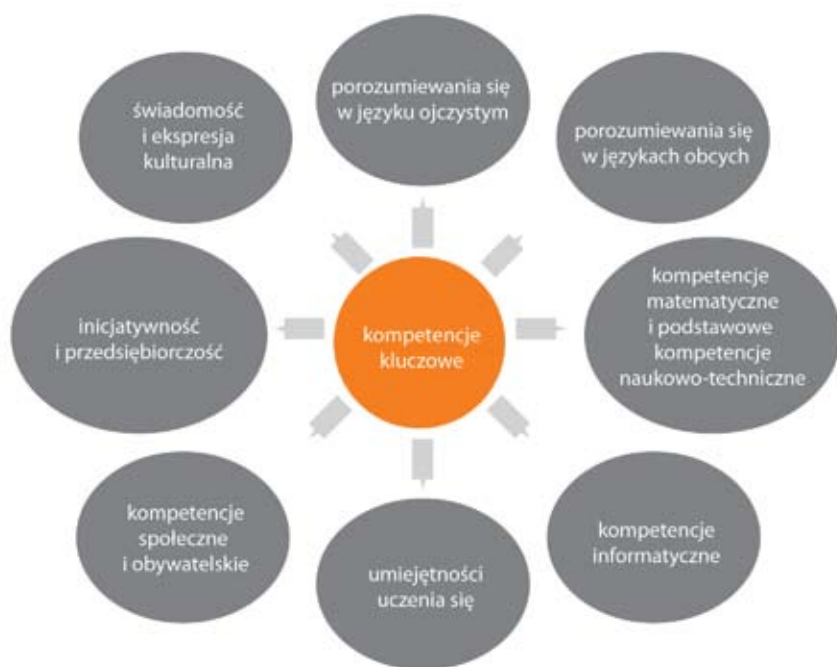 porozumiewania się
w języku ojczystym
świadomość
i ekspresja
kulturalna
porozumiewania się
w językach obcych
inicjatywność
i przedsiębiorczość
kompetencje
kluczowe
kompetencje
matematyczne
i podstawowe
kompetencje
naukowo-techniczne
kompetencje
społeczne
i obywatelskie
umiejętności
uczenia się
kompetencje
informatyczne